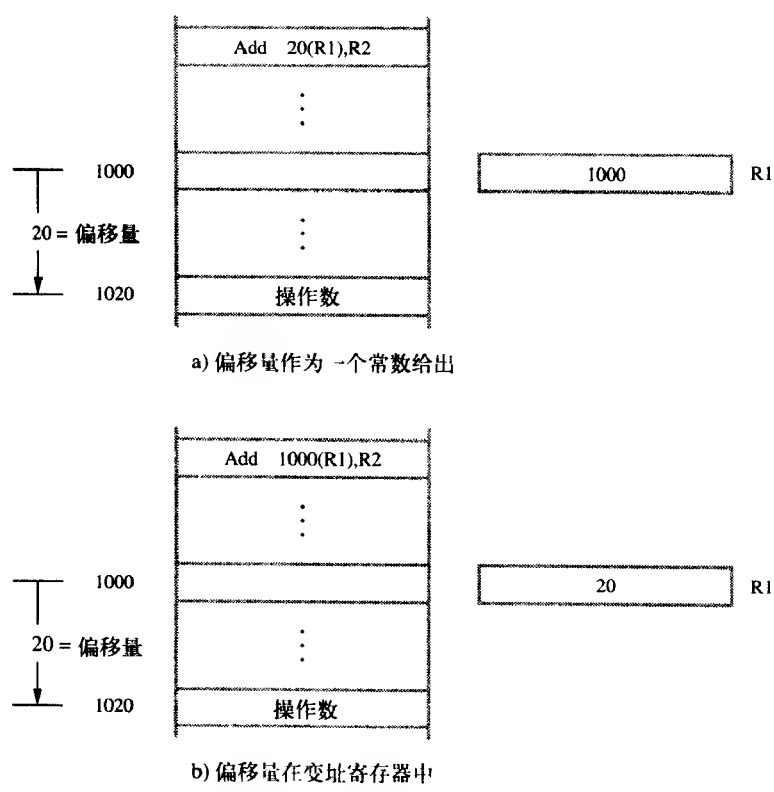 Add 20(R1),R2
1000
1000 R1
20 = 偏移量
1020
操作数
a) 偏移量作为一个常数给出
Add 1000(R1),R2
1000
20 R1
20 = 偏移量
1020
操作数
b) 偏移量在变址寄存器中